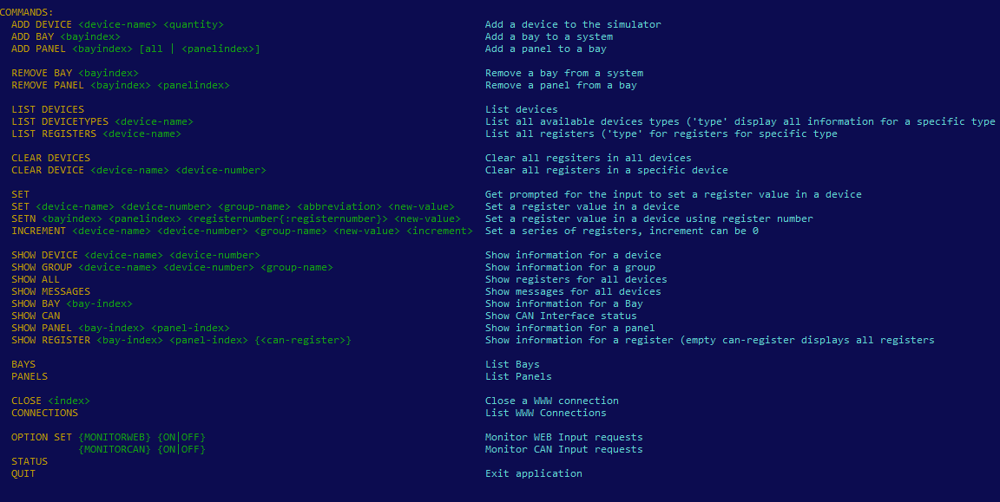 COMMANDS:
ADD DEVICE <device-name> <quantity> Add a device to the simulator
ADD BAY <bayindex> Add a bay to a system
ADD PANEL <bayindex> [all | <panelindex>] Add a panel to a bay
REMOVE BAY <bayindex> Remove a bay from a system
REMOVE PANEL <bayindex> <panelindex> Remove a panel from a bay
LIST DEVICES List devices
LIST DEVICETYPES <device-name> List all available devices types ('type' display all information for a specific type
LIST REGISTERS <device-name> List all registers ('type' for registers for specific type
CLEAR DEVICES Clear all regsiters in all devices
CLEAR DEVICE <device-name> <device-number> Clear all registers in a specific device
SET Get prompted for the input to set a register value in a device
SET <device-name> <device-number> <group-name> <abbreviation> <new-value> Set a register value in a device
SETN <bayindex> <panelindex> <registernumber{:registernumber}> <new-value> Set a register value in a device using register number
INCREMENT <device-name> <device-number> <group-name> <new-value> <increment> Set a series of registers, increment can be 0
SHOW DEVICE <device-name> <device-number> Show information for a device
SHOW GROUP <device-name> <device-number> <group-name> Show information for a group
SHOW ALL Show registers for all devices
SHOW MESSAGES Show messages for all devices
SHOW BAY <bay-index> Show information for a Bay
SHOW CAN Show CAN Interface status
SHOW PANEL <bay-index> <panel-index> Show information for a panel
SHOW REGISTER <bay-index> <panel-index> {<can-register>} Show information for a register (empty can-register displays all registers
BAYS List Bays
PANELS List Panels
CLOSE <index> Close a WWW connection
CONNECTIONS List WWW Connections
OPTION SET {MONITORWEB} {ON|OFF} Monitor WEB Input requests
{MONITORCAN} {ON|OFF} Monitor CAN Input requests
STATUS
QUIT Exit application